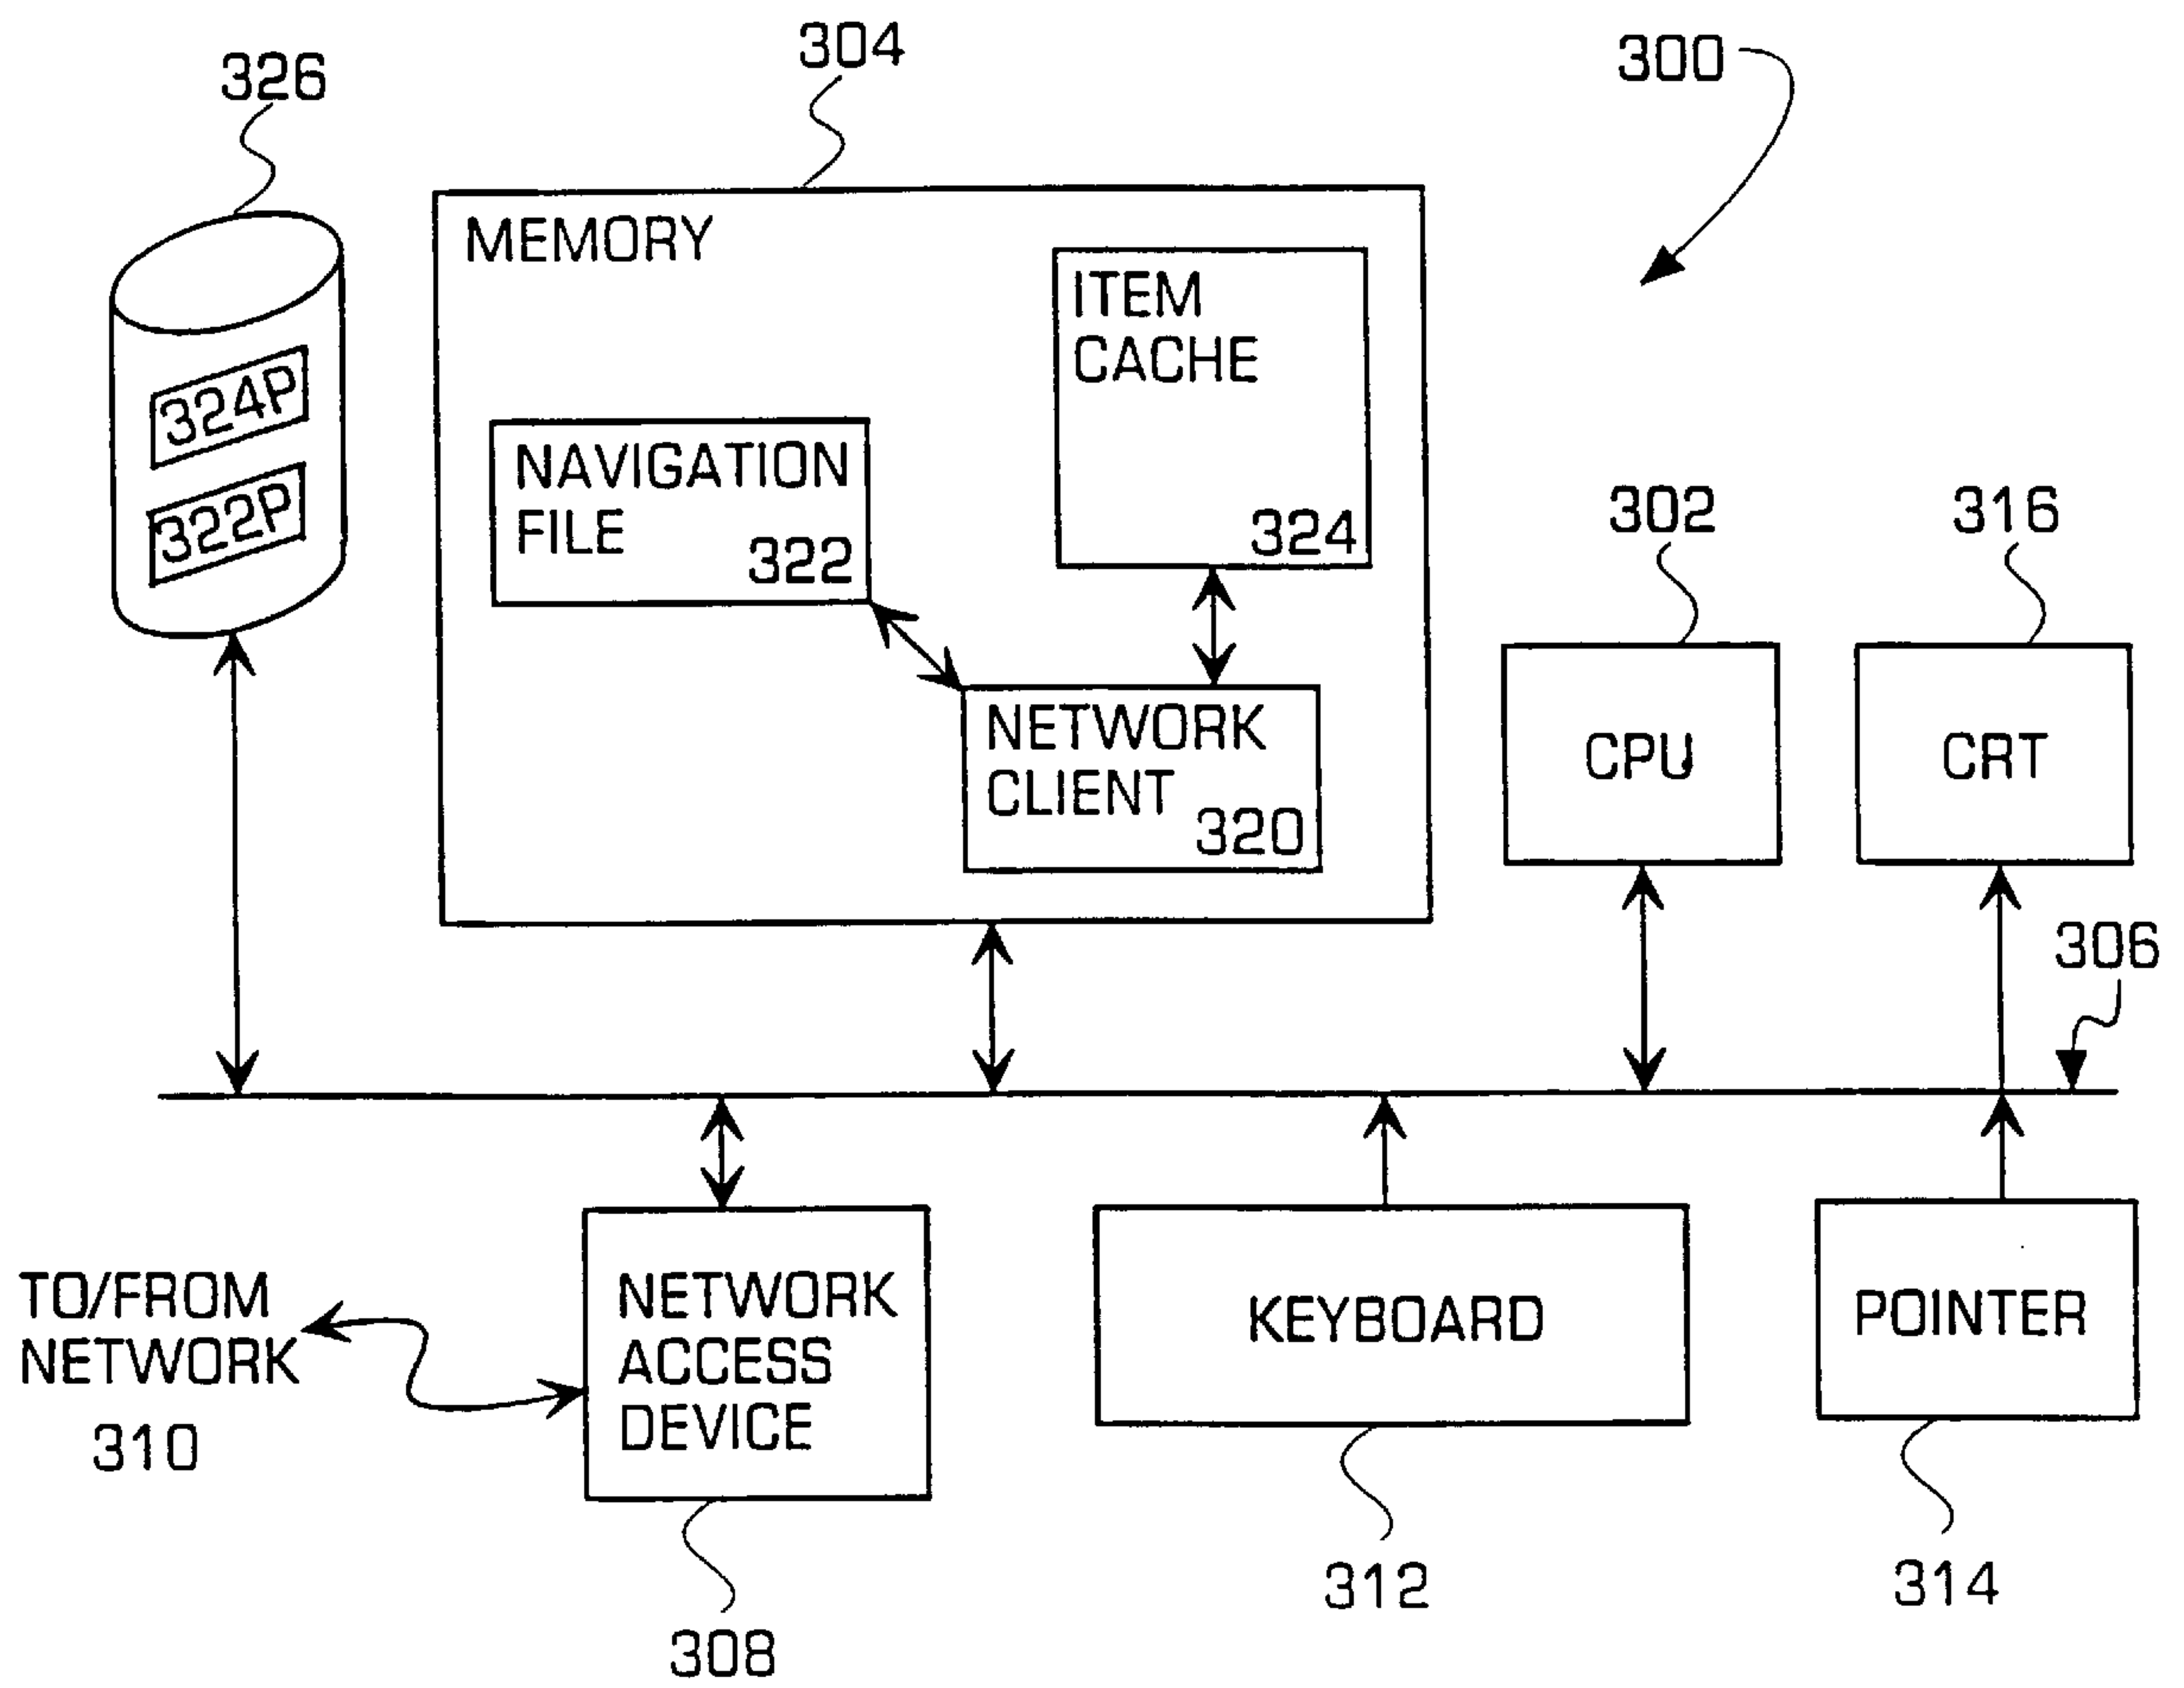 304
300
326
MEMORY
ITEM
CACHE
324
324P
322P
NAVIGATION
FILE
322
302
316
NETWORK
CLIENT
320
CPU
CRT
306
TO/FROM
NETWORK
310
NETWORK
ACCESS
DEVICE
KEYBOARD
POINTER
308
312
314